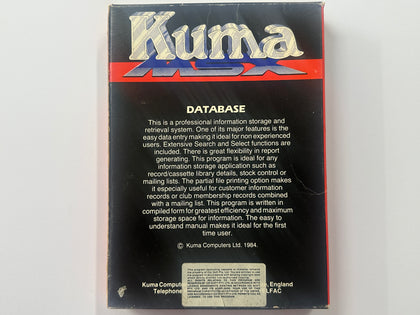 Kuma
MSX
DATABASE
This is a professional information storage and
retrieval system. One of its major features is the
easy data entry making it ideal for non experienced
users. Extensive Search and Select functions are
included. There is great flexibility in report
generating. This program is ideal for any
information storage application such as
record/cassette library details, stock control or
mailing lists. The partial file printing option makes
it especially useful for customer information
records or club membership records combined
with a mailing list. This program is written in
compiled form for greatest efficiency and maximum
storage space for information. The easy to
understand manual makes it ideal for the first
time user.
© Kuma Computers Ltd. 1984.
Kuma Compu England
Telephone LFAC